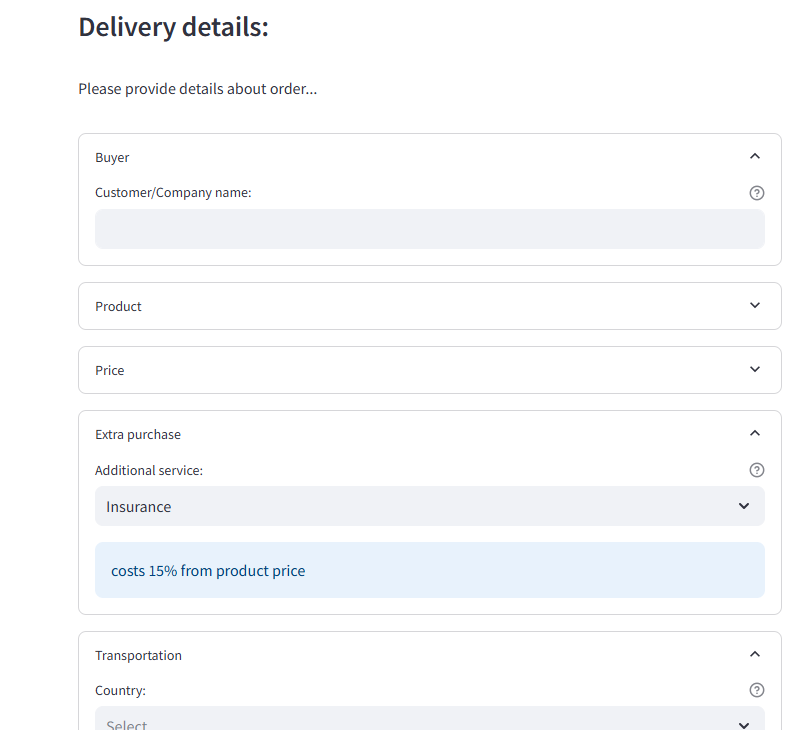 Delivery details:
Please provide details about order...
Buyer
Customer/Company name:
Product
Price
Extra purchase
Additional service:
Insurance
costs 15% from product price
Transportation
Country:
Select